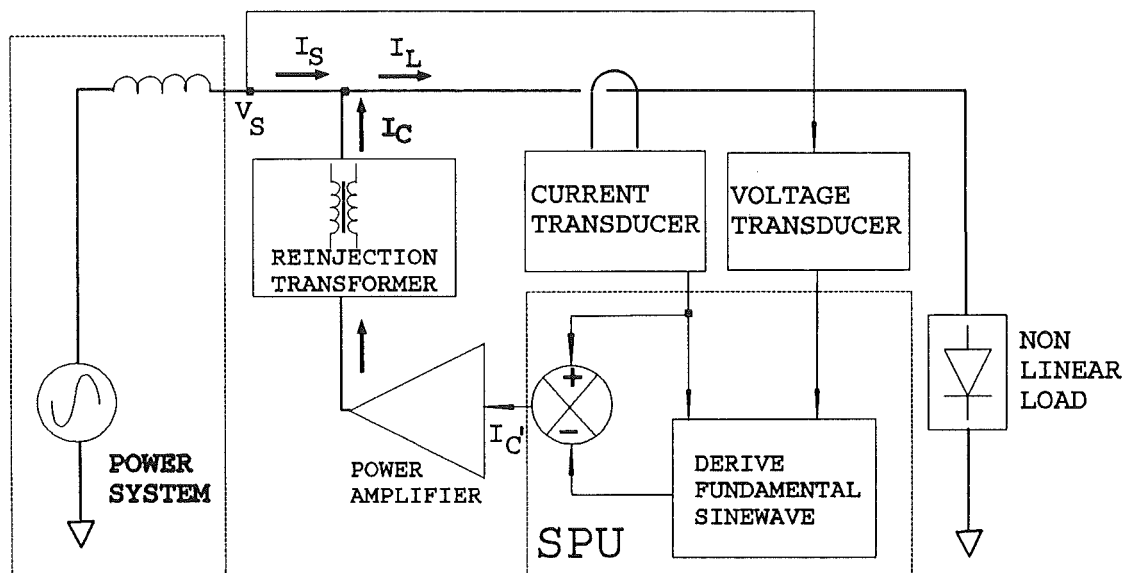 I_S
I_L
V_S
I_C
REINJECTION
TRANSFORMER
CURRENT
TRANSDUCER
VOLTAGE
TRANSDUCER
NON
LINEAR
LOAD
+
−
I_C'
POWER
AMPLIFIER
POWER
SYSTEM
DERIVE
FUNDAMENTAL
SINEWAVE
SPU